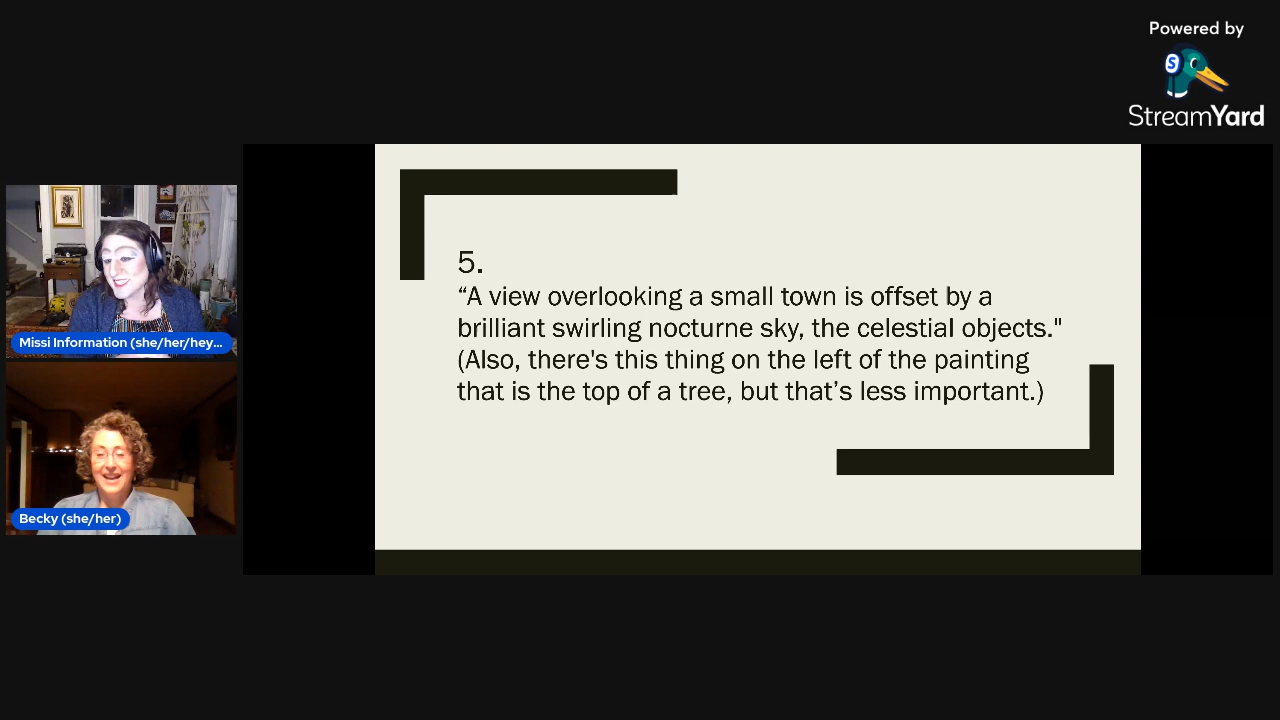 Powered by
S
StreamYard
Missi Information (she/her/hey...
Becky (she/her)
5.
“A view overlooking a small town is offset by a
brilliant swirling nocturne sky, the celestial objects."
(Also, there's this thing on the left of the painting
that is the top of a tree, but that’s less important.)